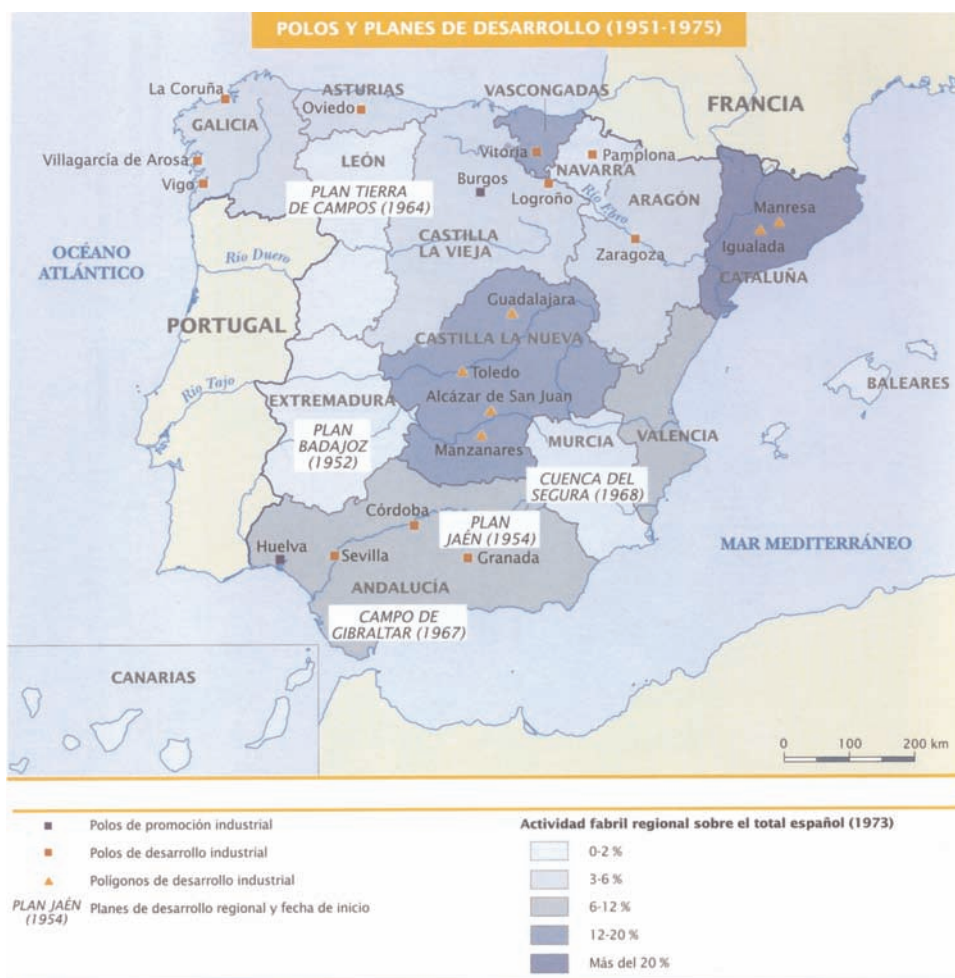 POLOS Y PLANES DE DESARROLLO (1951-1975)
La Coruña
ASTURIAS
Oviedo
VASCONGADAS
FRANCIA
GALICIA
LEÓN
Vitoria
Pamplona
NAVARRA
Villagarcía de Arosa
Burgos
Vigo
PLAN TIERRA
DE CAMPOS (1964)
Logroño
Río Ebro
ARAGÓN
Manresa
Igualada
CATALUÑA
OCÉANO
ATLÁNTICO
Río Duero
CASTILLA
LA VIEJA
Zaragoza
Guadalajara
PORTUGAL
CASTILLA LA NUEVA
Río Tajo
Toledo
BALEARES
EXTREMADURA
Alcázar de San Juan
PLAN
BADAJOZ
(1952)
Manzanares
MURCIA
VALENCIA
CUENCA DEL
SEGURA (1968)
Córdoba
PLAN
JAÉN (1954)
MAR MEDITERRÁNEO
Huelva
Sevilla
Granada
ANDALUCÍA
CAMPO DE
GIBRALTAR (1967)
CANARIAS
0 100 200 km
Polos de promoción industrial
Polos de desarrollo industrial
Polígonos de desarrollo industrial
PLAN JAÉN
(1954)
Planes de desarrollo regional y fecha de inicio
Actividad fabril regional sobre el total español (1973)
0-2 %
3-6 %
6-12 %
12-20 %
Más del 20 %